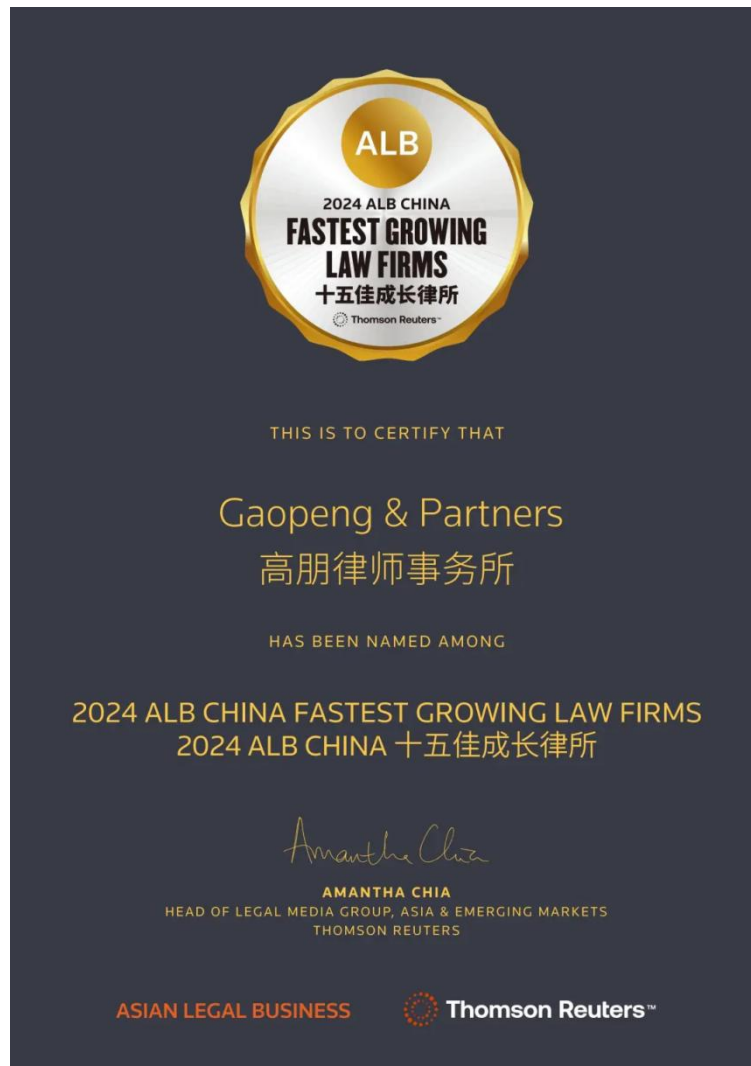 ALB
2024 ALB CHINA
FASTEST GROWING
LAW FIRMS
十五佳成长律所
Thomson Reuters™
THIS IS TO CERTIFY THAT
Gaopeng & Partners
高朋律师事务所
HAS BEEN NAMED AMONG
2024 ALB CHINA FASTEST GROWING LAW FIRMS
2024 ALB CHINA 十五佳成长律所
Amantha Chia
AMANTHA CHIA
HEAD OF LEGAL MEDIA GROUP, ASIA & EMERGING MARKETS
THOMSON REUTERS
ASIAN LEGAL BUSINESS
Thomson Reuters™